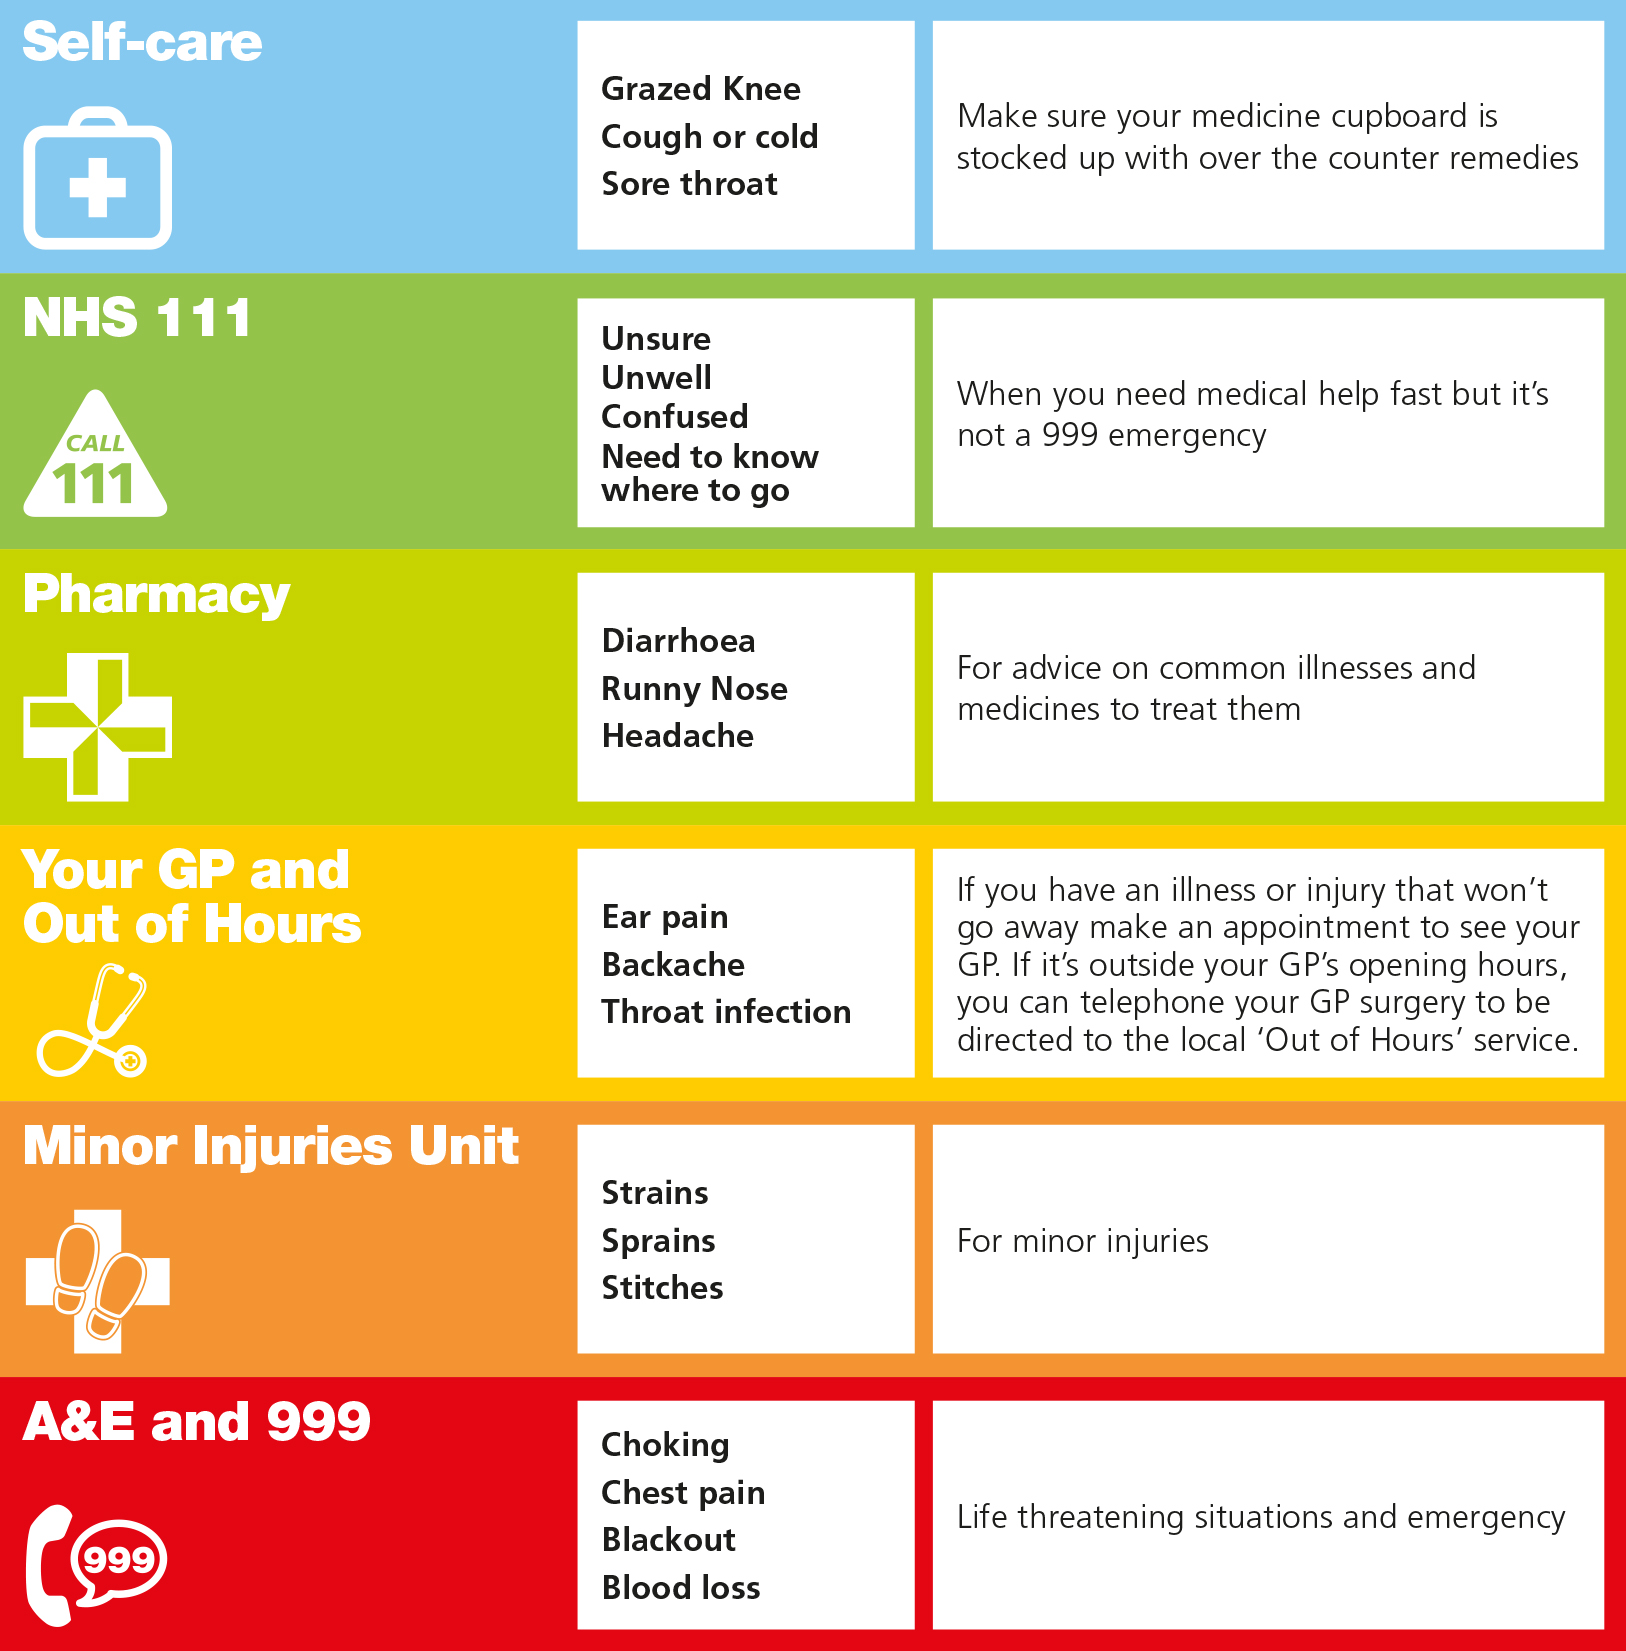 Self-care
Grazed Knee
Cough or cold
Sore throat
Make sure your medicine cupboard is
stocked up with over the counter remedies
NHS 111
CALL
111
Unsure
Unwell
Confused
Need to know
where to go
When you need medical help fast but it’s
not a 999 emergency
Pharmacy
Diarrhoea
Runny Nose
Headache
For advice on common illnesses and
medicines to treat them
Your GP and
Out of Hours
Ear pain
Backache
Throat infection
If you have an illness or injury that won’t
go away make an appointment to see your
GP. If it’s outside your GP’s opening hours,
you can telephone your GP surgery to be
directed to the local ‘Out of Hours’ service.
Minor Injuries Unit
Strains
Sprains
Stitches
For minor injuries
A&E and 999
999
Choking
Chest pain
Blackout
Blood loss
Life threatening situations and emergency